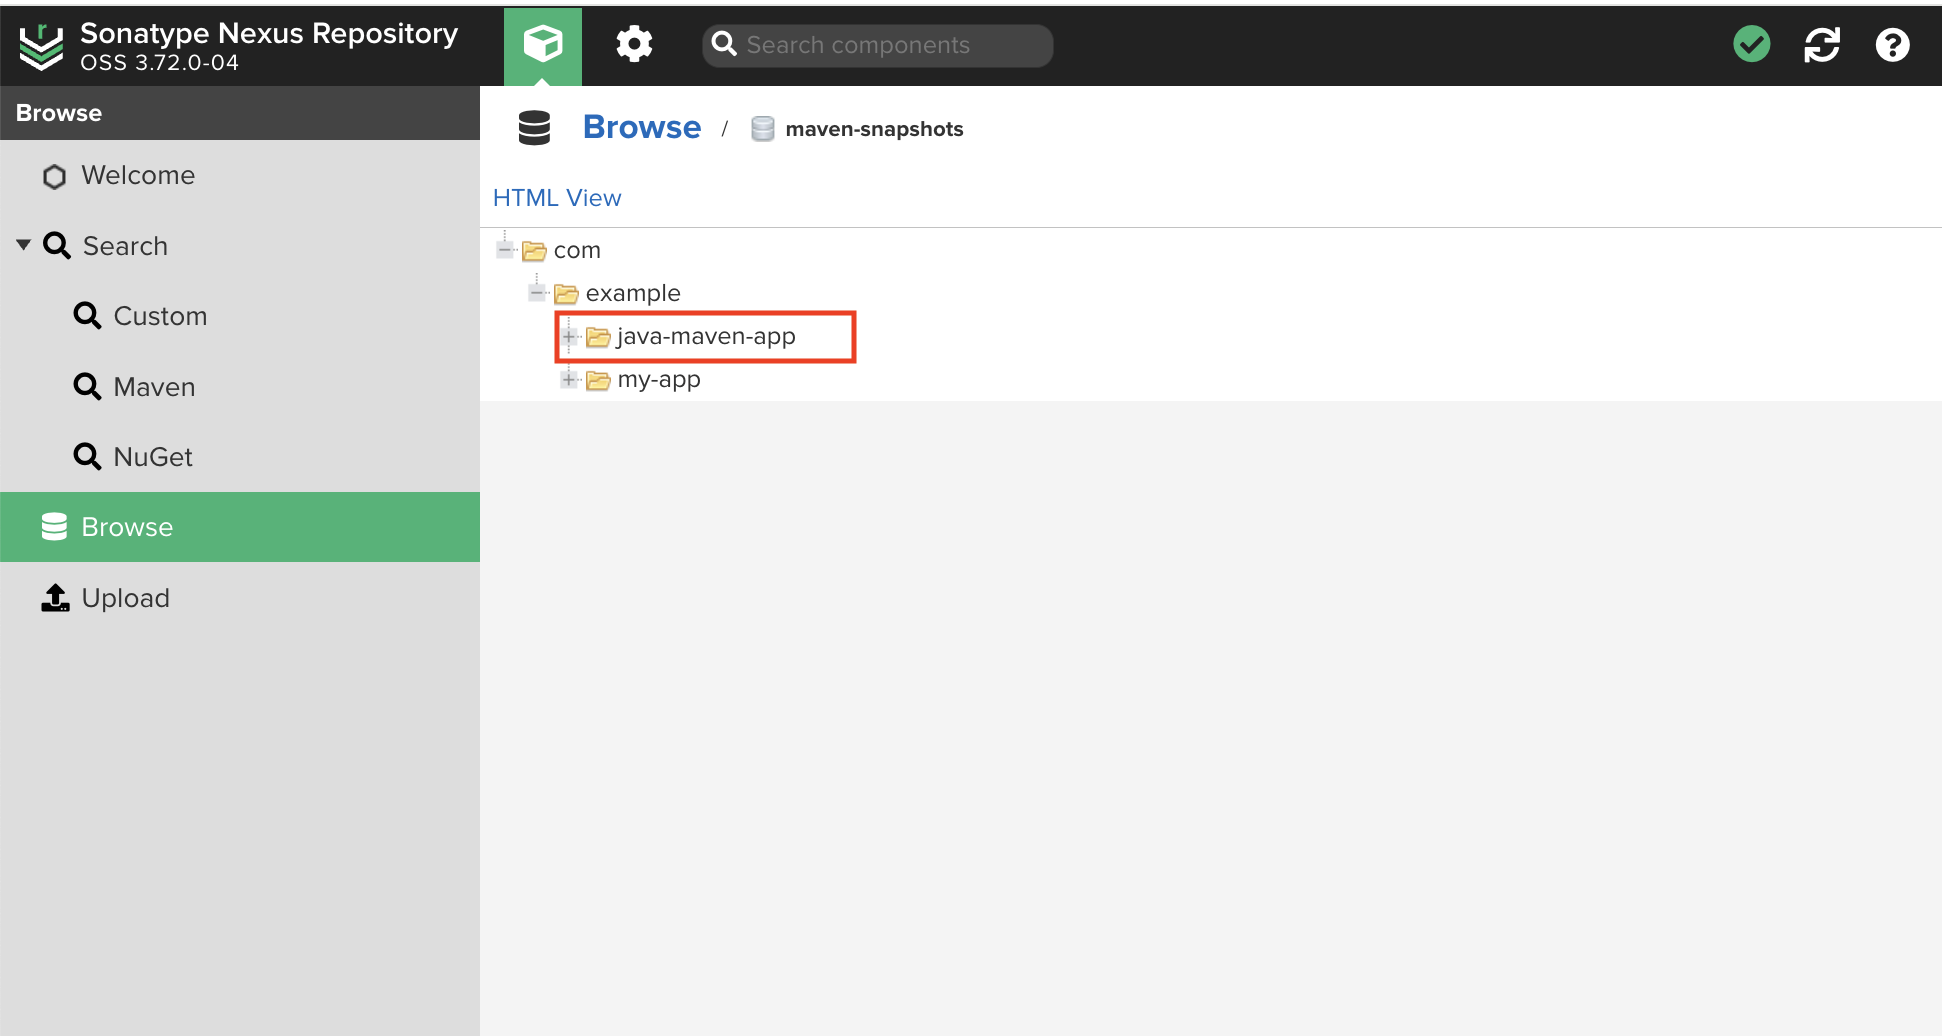 Sonatype Nexus Repository
OSS 3.72.0-04
Search components
Browse
Welcome
Search
Custom
Maven
NuGet
Browse
Upload
Browse / maven-snapshots
HTML View
com
example
java-maven-app
my-app